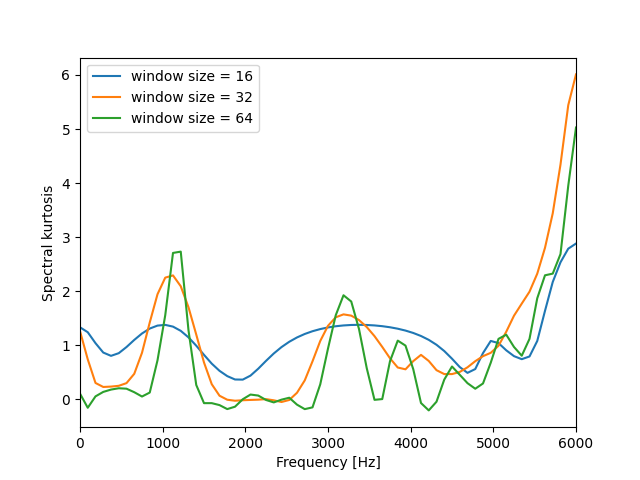 window size = 16
window size = 32
window size = 64
6
5
4
3
2
1
0
Spectral kurtosis
0 1000 2000 3000 4000 5000 6000
Frequency [Hz]